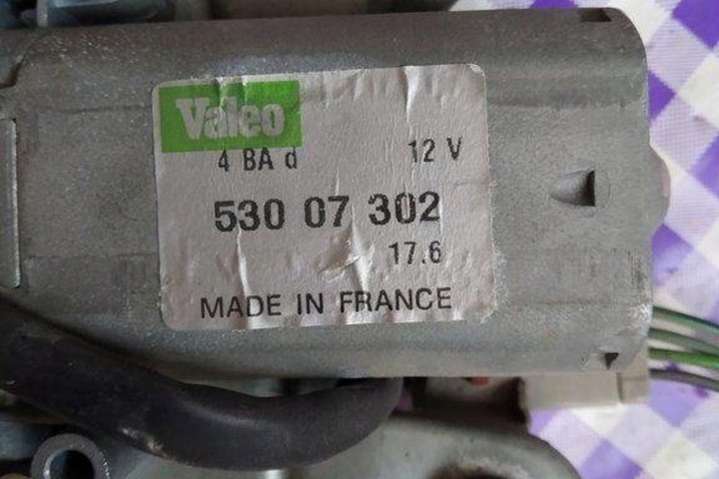 Valeo
4 BA d 12 V
530 07 302
17.6
MADE IN FRANCE